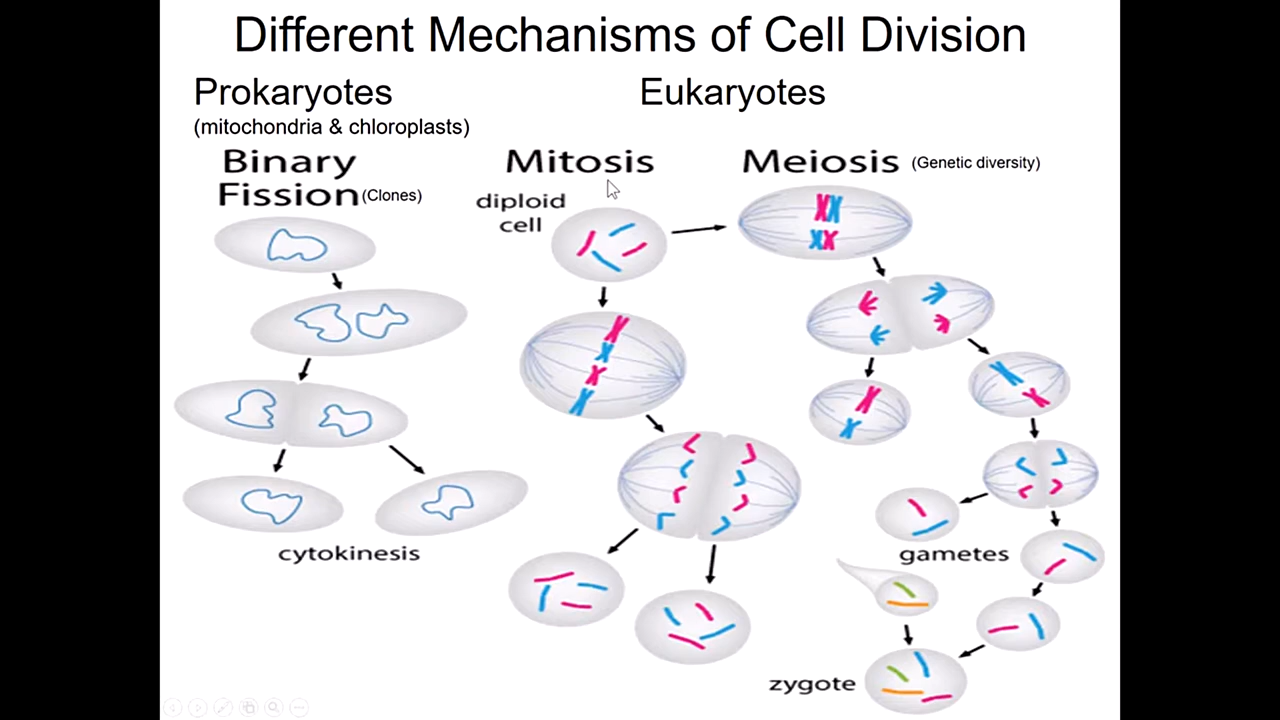 Different Mechanisms of Cell Division
Prokaryotes
(mitochondria & chloroplasts)
Eukaryotes
Binary
Fission (Clones)
cytokinesis
Mitosis
diploid
cell
Meiosis (Genetic diversity)
gametes
zygote